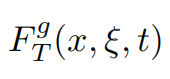 $F_T^g(x, \xi, t)$